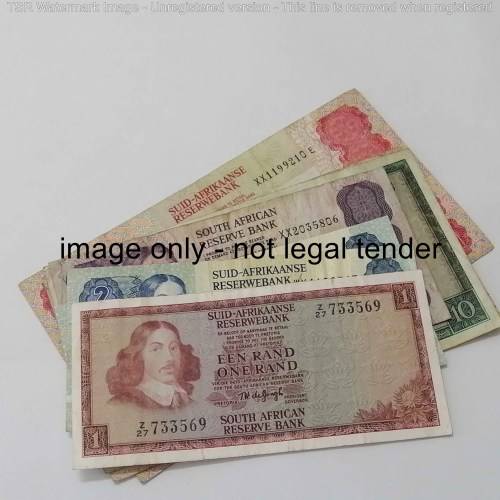 TSR Watermark Image - Unregistered version - This line is removed when registered
SUID-AFRIKAANSE
RESERWEBANK
XX1199210 E
SOUTH AFRICAN
RESERVE BANK
XX2035806
image only not legal tender
2
SUID-AFRIKAANSE
RESERWEBANK
10
1
SUID-AFRIKAANSE
RESERWEBANK
Z/27 733569
EEN RAND
ONE RAND
PRETORIA
Z/27 733569
SOUTH AFRICAN
RESERVE BANK
1